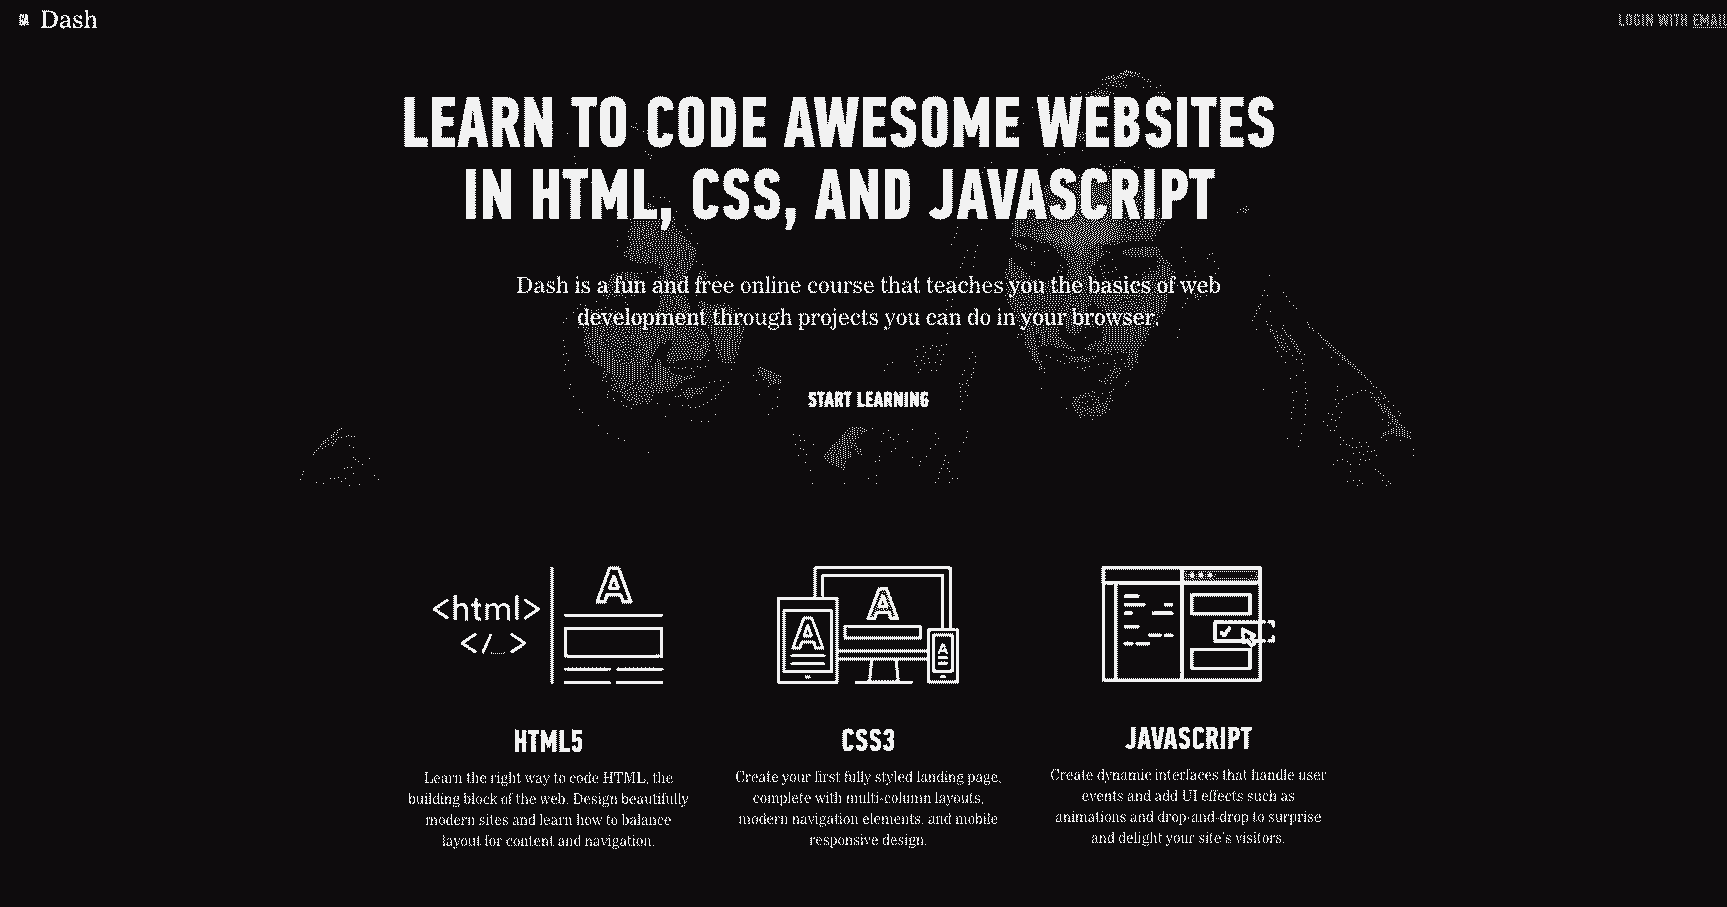 GA Dash
LOGIN WITH EMAIL
LEARN TO CODE AWESOME WEBSITES
IN HTML, CSS, AND JAVASCRIPT
Dash is a fun and free online course that teaches you the basics of web
development through projects you can do in your browser.
START LEARNING
<html>
</_>
A
A
A
A
HTML5
Learn the right way to code HTML, the
building block of the web. Design beautifully
modern sites and learn how to balance
layout for content and navigation.
CSS3
Create your first fully styled landing page,
complete with multi-column layouts,
modern navigation elements, and mobile
responsive design.
JAVASCRIPT
Create dynamic interfaces that handle user
events and add UI effects such as
animations and drop-and-drop to surprise
and delight your site's visitors.